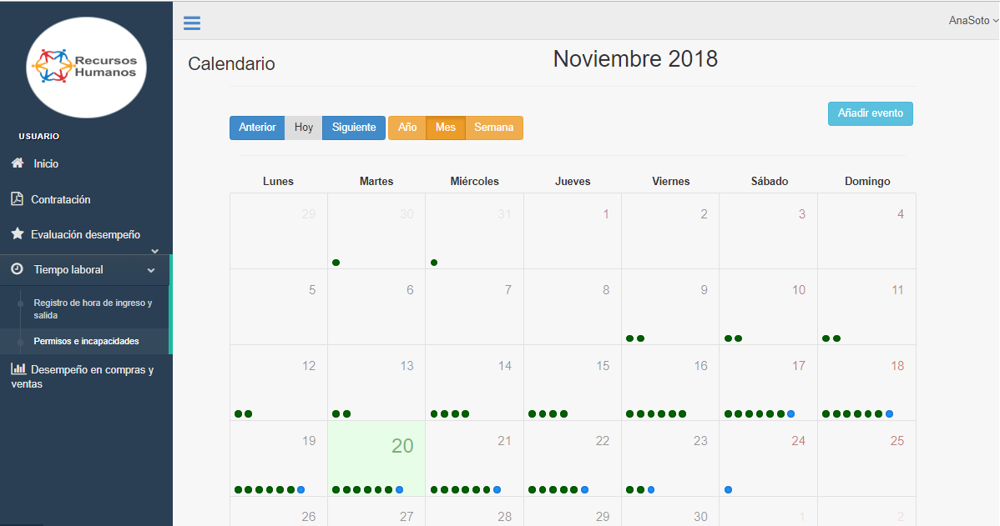 AnaSoto
Recursos
Humanos
Calendario
Noviembre 2018
Añadir evento
Anterior Hoy Siguiente Año Mes Semana
USUARIO
Inicio
Contratación
Evaluación desempeño
Tiempo laboral
Registro de hora de ingreso y
salida
Permisos e incapacidades
Desempeño en compras y
ventas
Lunes Martes Miércoles Jueves Viernes Sábado Domingo
29 30 31 1 2 3 4
5 6 7 8 9 10 11
12 13 14 15 16 17 18
19 20 21 22 23 24 25
26 27 28 29 30 1 2